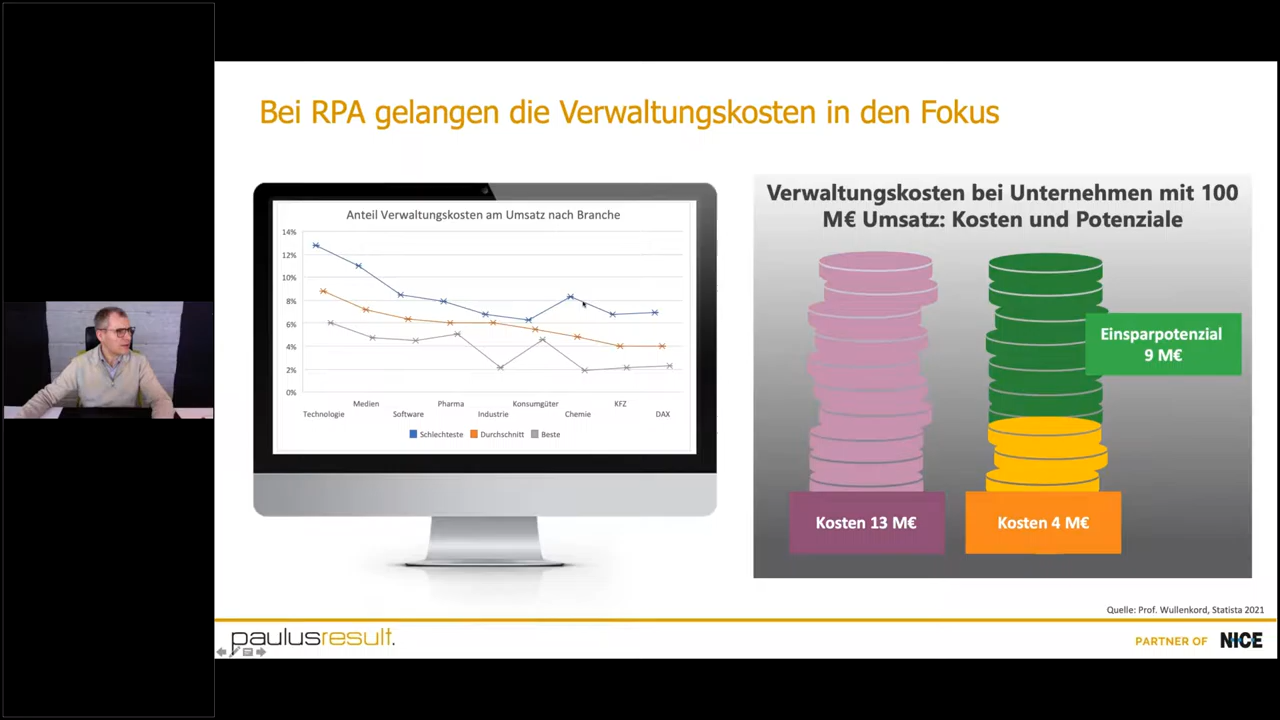 Bei RPA gelangen die Verwaltungskosten in den Fokus
Anteil Verwaltungskosten am Umsatz nach Branche
14%
12%
10%
8%
6%
4%
2%
0%
Technologie
Medien
Software
Pharma
Industrie
Konsumgüter
Chemie
KFZ
DAX
Schlechteste
Durchschnitt
Beste
Verwaltungskosten bei Unternehmen mit 100
M€ Umsatz: Kosten und Potenziale
Einsparpotenzial
9 M€
Kosten 13 M€
Kosten 4 M€
Quelle: Prof. Wullenkord, Statista 2021
paulusresult.
PARTNER OF NICE